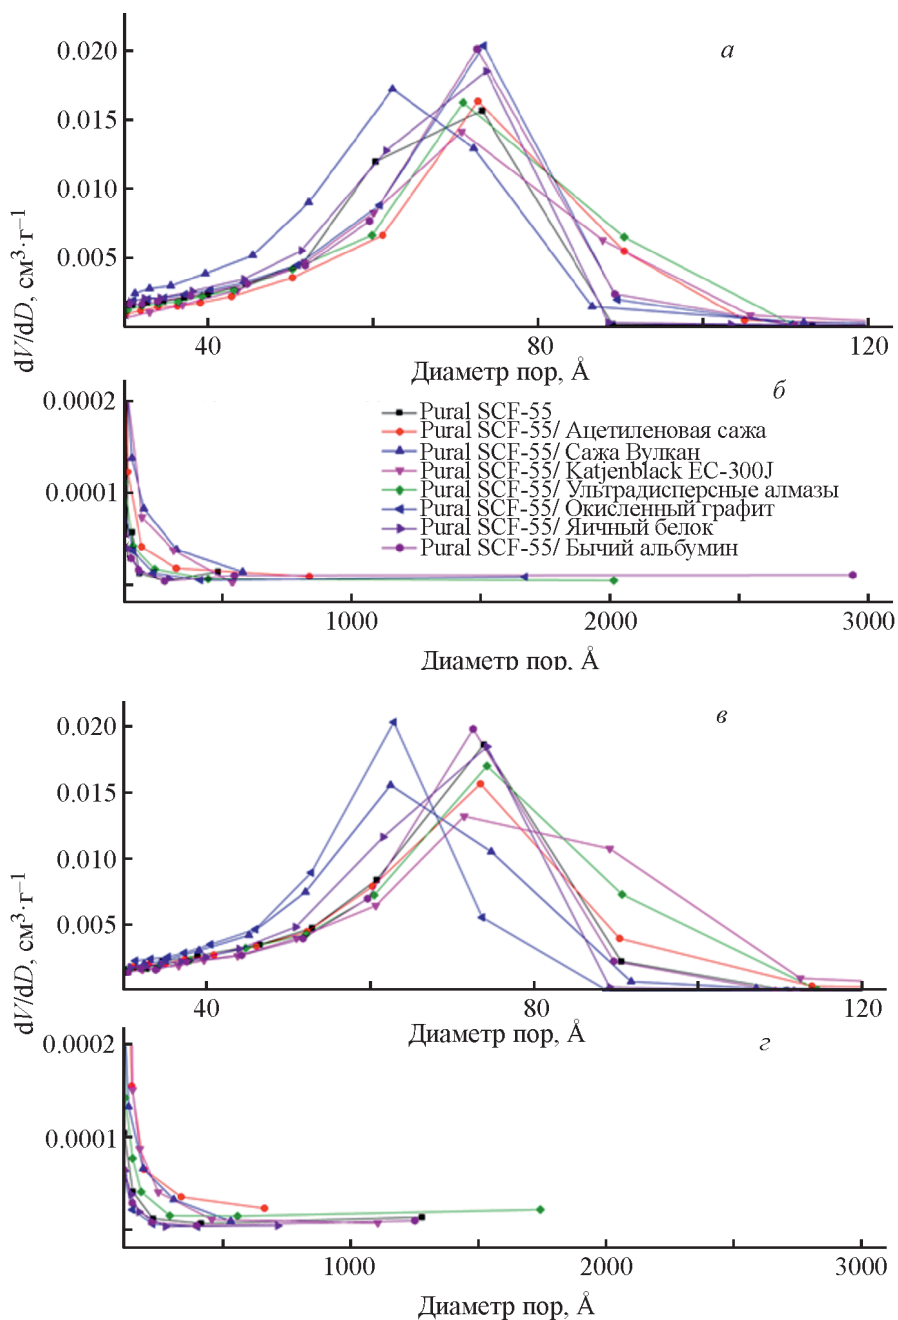 а
0.020
0.015
0.010
0.005
dV/dD, см³·г⁻¹
40
80
120
Диаметр пор, Å
б
0.0002
0.0001
Pural SCF-55
Pural SCF-55/ Ацетиленовая сажа
Pural SCF-55/ Сажа Вулкан
Pural SCF-55/ Katjenblack EC-300J
Pural SCF-55/ Ультрадисперсные алмазы
Pural SCF-55/ Окисленный графит
Pural SCF-55/ Яичный белок
Pural SCF-55/ Бычий альбумин
1000
2000
3000
Диаметр пор, Å
в
0.020
0.015
0.010
0.005
dV/dD, см³·г⁻¹
40
80
120
Диаметр пор, Å
г
0.0002
0.0001
1000
2000
3000
Диаметр пор, Å